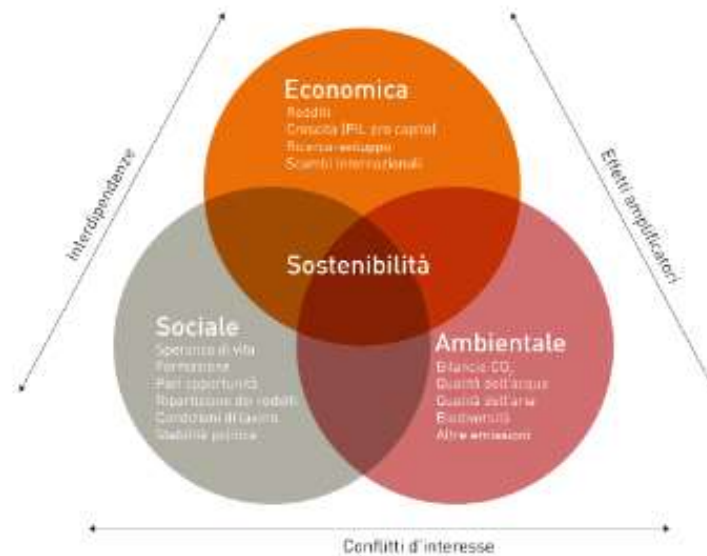 Economica
Redditi
Crescita (PIL pro capite)
Ricerca+sviluppo
Scambi internazionali
Interdipendenze
Effetti amplificatori
Sostenibilità
Sociale
Speranza di vita
Formazione
Pari opportunità
Ripartizione dei redditi
Condizioni di lavoro
Stabilità politica
Ambientale
Bilancio CO₂
Qualità dell'acqua
Qualità dell'aria
Biodiversità
Altre emissioni
Conflitti d'interesse